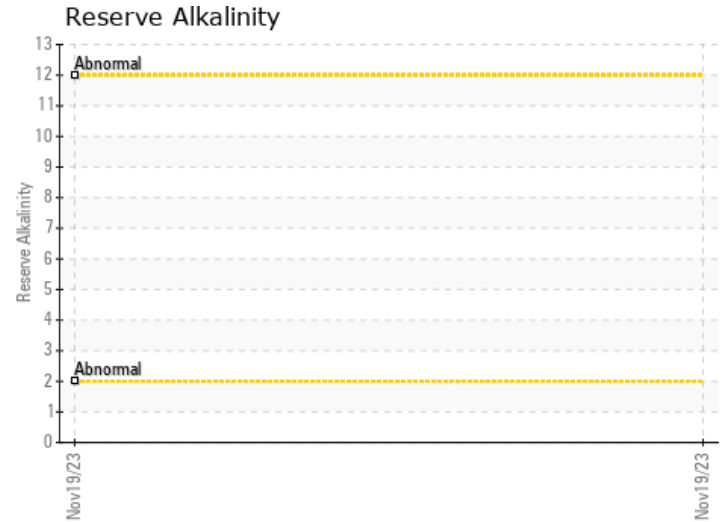 Reserve Alkalinity
13
Abnormal
12
11
10
9
8
7
6
5
4
3
Abnormal
2
1
0
Reserve Alkalinity
Nov19/23
Nov19/23